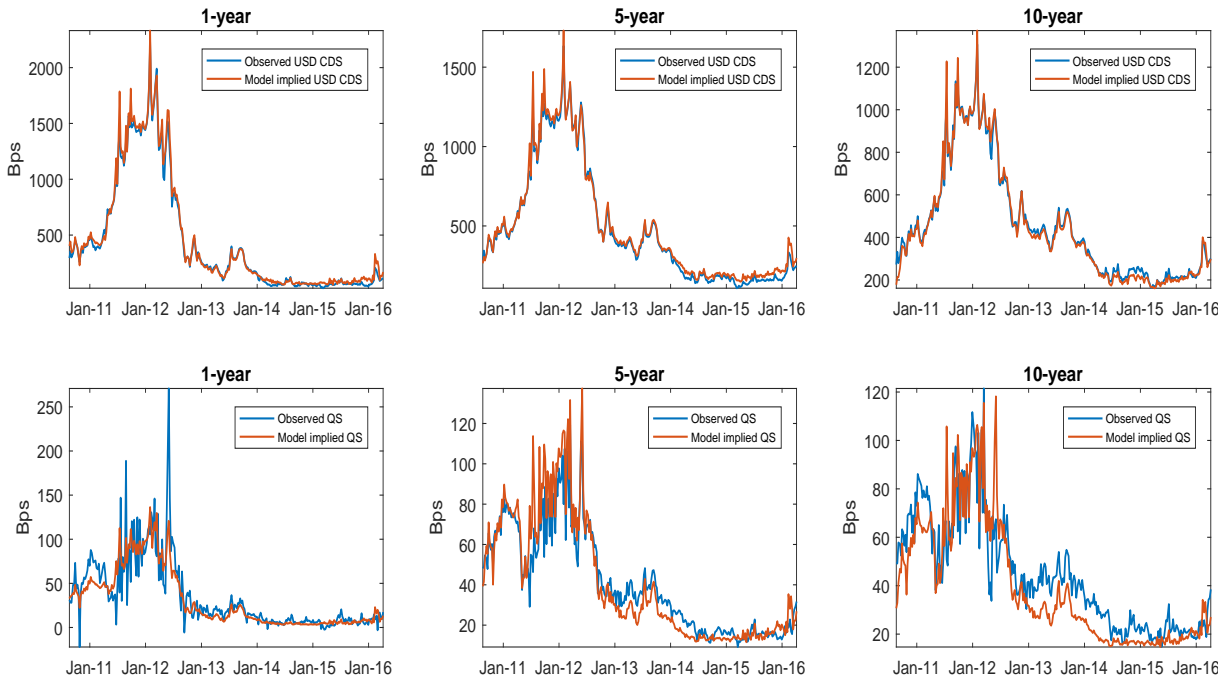 1-year
5-year
10-year
Observed USD CDS
Model implied USD CDS
Observed USD CDS
Model implied USD CDS
Observed USD CDS
Model implied USD CDS
Bps
2000
1500
1000
500
Bps
1500
1000
500
Bps
1200
1000
800
600
400
200
Jan-11 Jan-12 Jan-13 Jan-14 Jan-15 Jan-16
Jan-11 Jan-12 Jan-13 Jan-14 Jan-15 Jan-16
Jan-11 Jan-12 Jan-13 Jan-14 Jan-15 Jan-16
1-year
5-year
10-year
Observed QS
Model implied QS
Observed QS
Model implied QS
Observed QS
Model implied QS
Bps
250
200
150
100
50
0
Bps
120
100
80
60
40
20
Bps
120
100
80
60
40
20
Jan-11 Jan-12 Jan-13 Jan-14 Jan-15 Jan-16
Jan-11 Jan-12 Jan-13 Jan-14 Jan-15 Jan-16
Jan-11 Jan-12 Jan-13 Jan-14 Jan-15 Jan-16